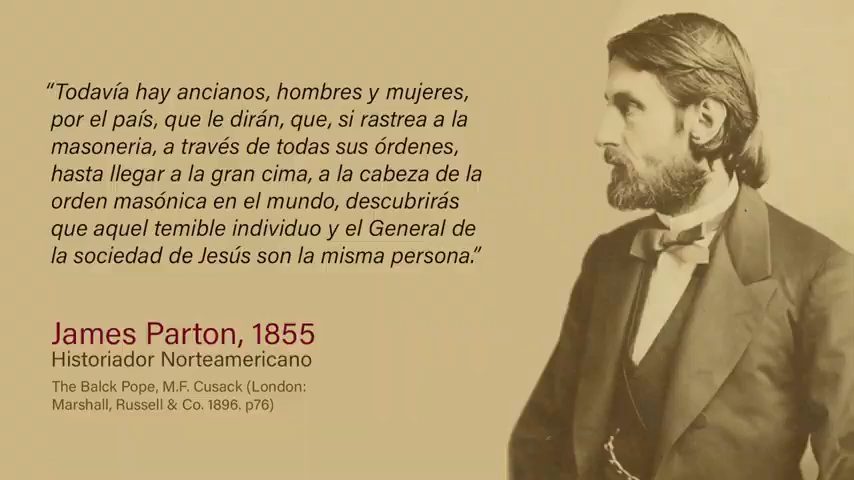 “Todavía hay ancianos, hombres y mujeres,
por el país, que le dirán, que, si rastrea a la
masoneria, a través de todas sus órdenes,
hasta llegar a la gran cima, a la cabeza de la
orden masónica en el mundo, descubrirás
que aquel temible individuo y el General de
la sociedad de Jesús son la misma persona.”
James Parton, 1855
Historiador Norteamericano
The Balck Pope, M.F. Cusack (London:
Marshall, Russell & Co. 1896. p76)